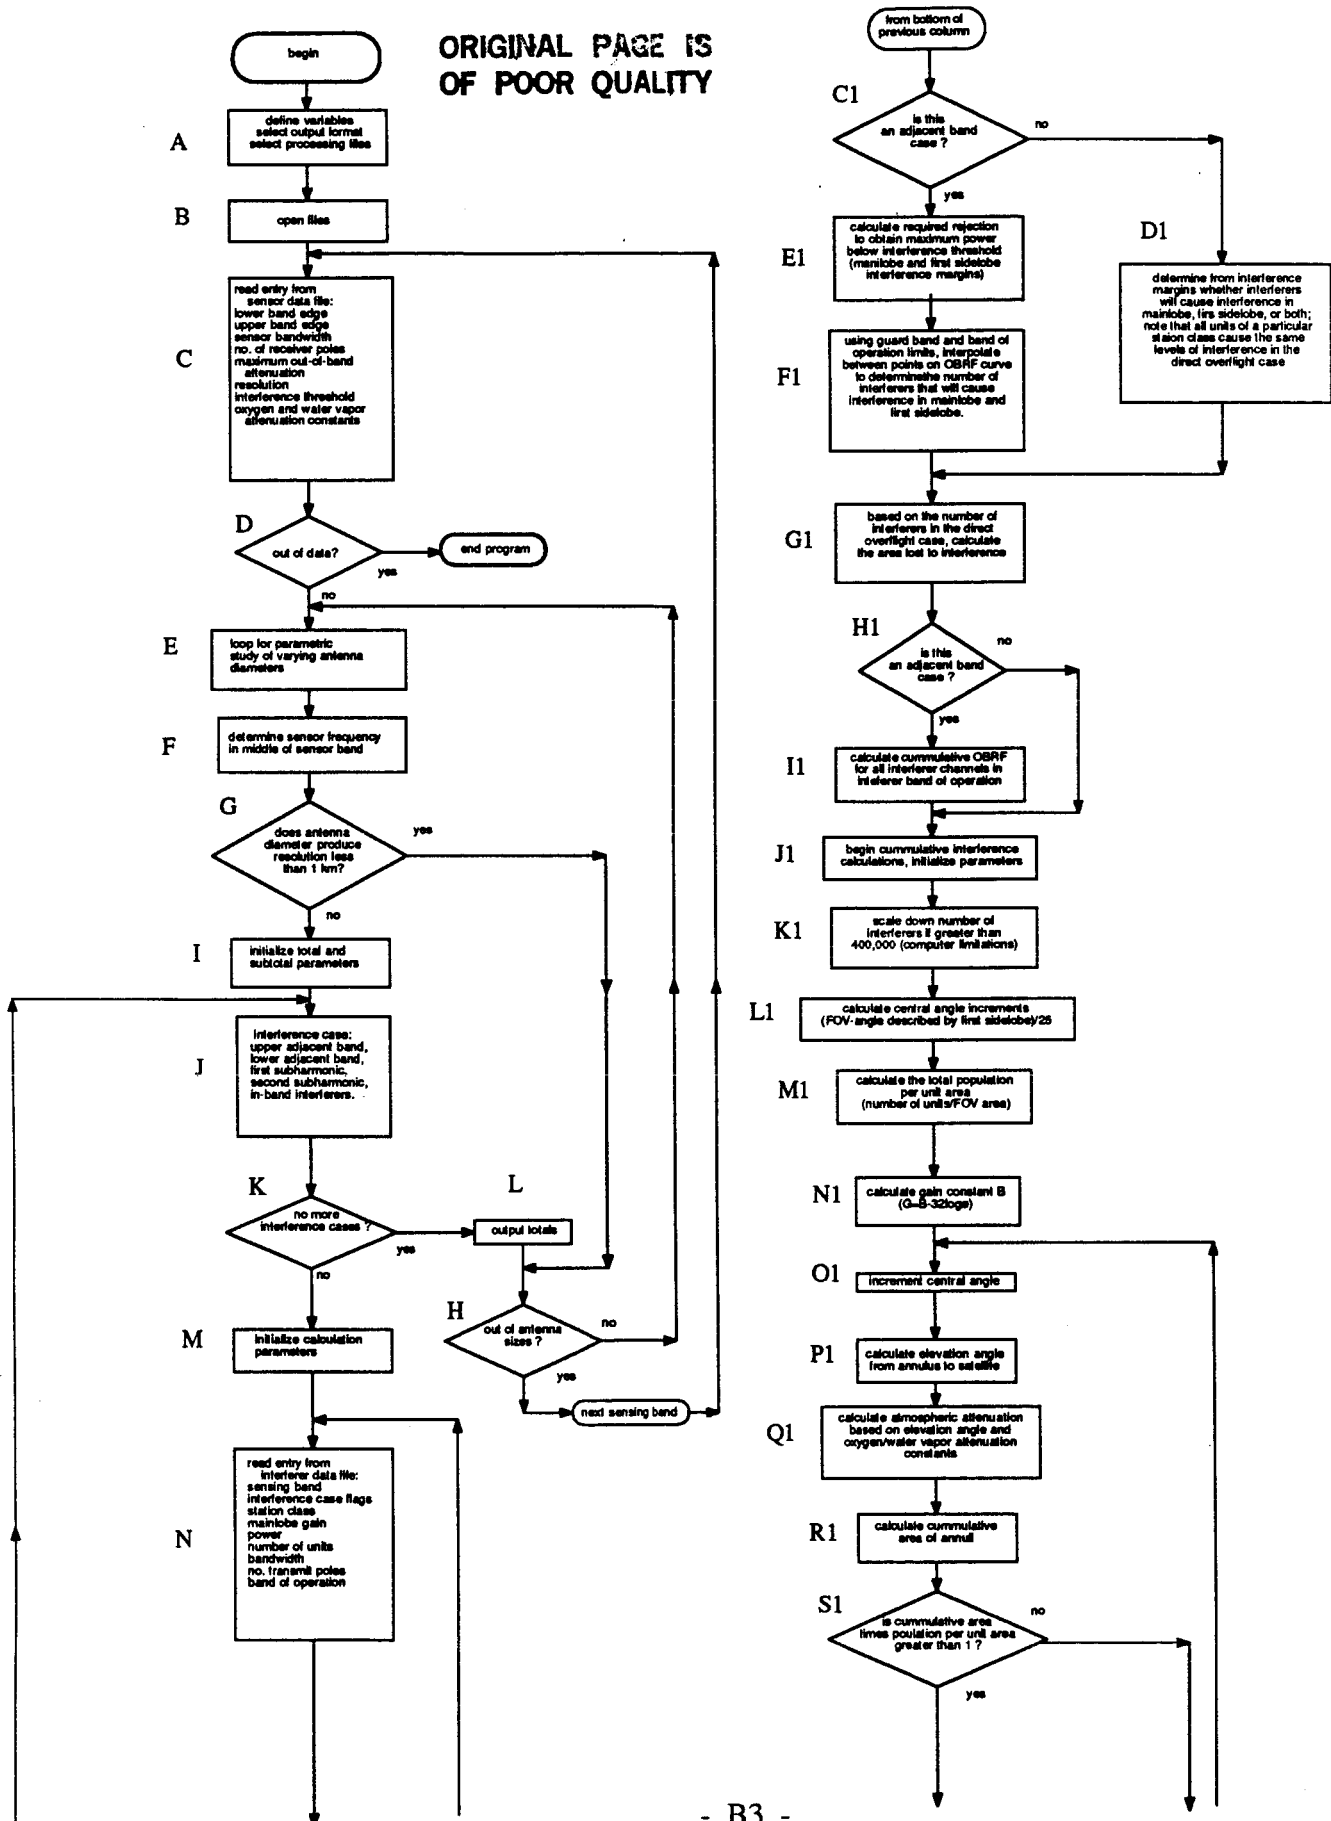 ORIGINAL PAGE IS
OF POOR QUALITY
begin
A
define variables
select output format
select processing files
B
open files
C
read entry from
sensor data file:
lower band edge
upper band edge
sensor bandwidth
no. of receiver poles
maximum out-of-band
attenuation
resolution
interference threshold
oxygen and water vapor
attenuation constants
D
out of data?
yes
end program
no
E
loop for parametric
study of varying antenna
diameters
F
determine sensor frequency
in middle of sensor band
G
does antenna
diameter produce
resolution less
than 1 km?
yes
no
I
initialize total and
subtotal parameters
J
interference case:
upper adjacent band,
lower adjacent band,
first subharmonic,
second subharmonic,
in-band interferers.
K
no more
interference cases ?
yes
no
L
output totals
H
out of antenna
sizes ?
no
yes
next sensing band
M
initialize calculation
parameters
N
read entry from
interferer data file:
sensing band
interference case flags
station class
mainlobe gain
power
number of units
bandwidth
no. transmit poles
band of operation
from bottom of
previous column
C1
is this
an adjacent band
case ?
no
yes
D1
determine from interference
margins whether interferers
will cause interference in
mainlobe, firs sidelobe, or both;
note that all units of a particular
staion class cause the same
levels of interference in the
direct overflight case
E1
calculate required rejection
to obtain maximum power
below interference threshold
(manilobe and first sidelobe
interference margins)
F1
using guard band and band of
operation limits, interpolate
between points on OBRF curve
to determinethe number of
interferers that will cause
interference in mainlobe and
first sidelobe.
G1
based on the number of
interferers in the direct
overflight case, calculate
the area lost to interference
H1
is this
an adjacent band
case ?
no
yes
I1
calculate cummulative OBRF
for all interferer channels in
inteferer band of operation
J1
begin cummulative interference
calculations, initialize parameters
K1
scale down number of
interferers if greater than
400,000 (computer limitations)
L1
calculate central angle increments
(FOV-angle described by first sidelobe)/25
M1
calculate the total population
per unit area
(number of units/FOV area)
N1
calculate gain constant B
(G=B-32loge)
O1
increment central angle
P1
calculate elevation angle
from annulus to satellite
Q1
calculate atmospheric attenuation
based on elevation angle and
oxygen/water vapor attenuation
constants
R1
calculate cummulative
area of annuli
S1
is cummulative area
times poulation per unit area
greater than 1 ?
no
yes
- B3 -